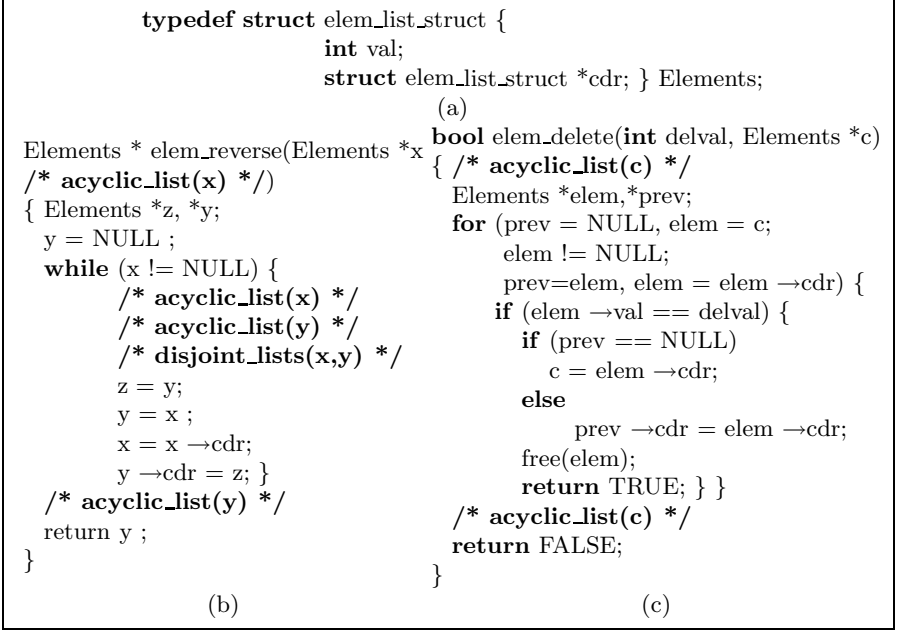 typedef struct elem_list_struct {
int val;
struct elem_list_struct *cdr; } Elements;
(a)
Elements * elem_reverse(Elements *x
/* acyclic_list(x) */)
{ Elements *z, *y;
y = NULL ;
while (x != NULL) {
/* acyclic_list(x) */
/* acyclic_list(y) */
/* disjoint_lists(x,y) */
z = y;
y = x ;
x = x →cdr;
y →cdr = z; }
/* acyclic_list(y) */
return y ;
}
(b)
bool elem_delete(int delval, Elements *c)
{ /* acyclic_list(c) */
Elements *elem,*prev;
for (prev = NULL, elem = c;
elem != NULL;
prev=elem, elem = elem →cdr) {
if (elem →val == delval) {
if (prev == NULL)
c = elem →cdr;
else
prev →cdr = elem →cdr;
free(elem);
return TRUE; } }
/* acyclic_list(c) */
return FALSE;
}
(c)